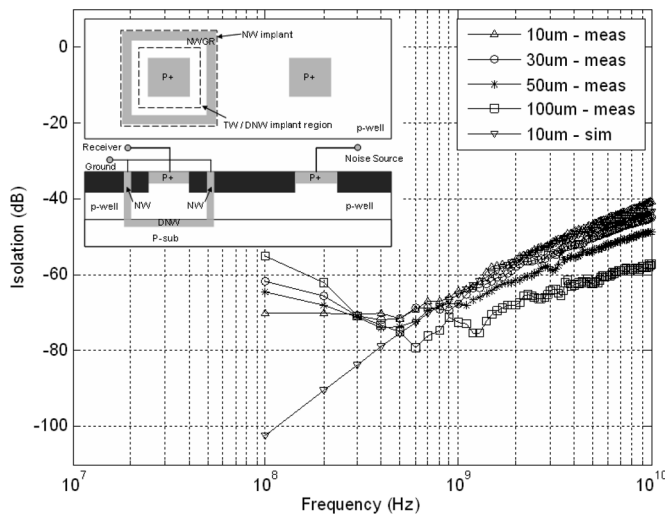 NW implant
NWGR
P+
P+
TW / DNW implant region
p-well
Receiver
Ground
Noise Source
P+
P+
NW
NW
p-well
p-well
DNW
P-sub
10um - meas
30um - meas
50um - meas
100um - meas
10um - sim
0
-20
-40
-60
-80
-100
Isolation (dB)
10^7
10^8
10^9
10^10
Frequency (Hz)